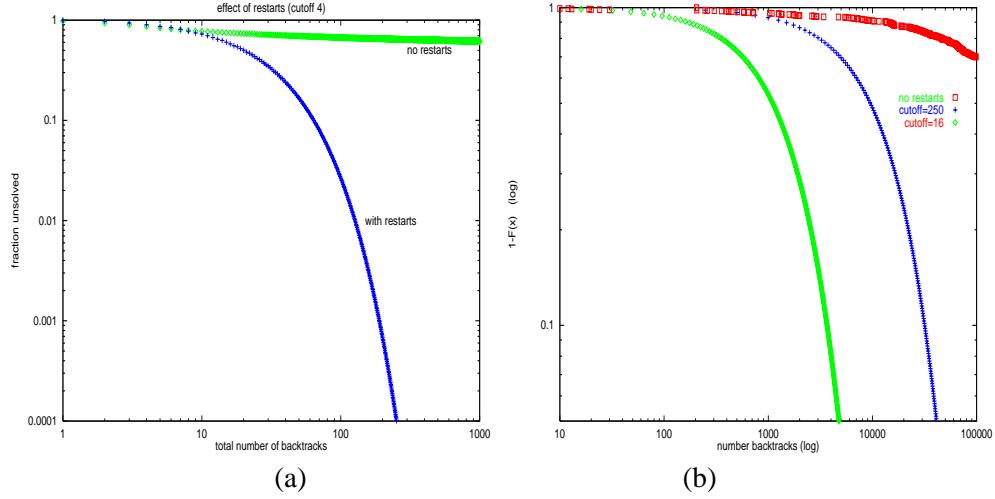 effect of restarts (cutoff 4)
1
0.1
0.01
0.001
0.0001
fraction unsolved
no restarts
with restarts
1
10
100
1000
total number of backtracks
(a)
1
0.1
1-F(x) (log)
no restarts
cutoff=250
cutoff=16
10
100
1000
10000
100000
number backtracks (log)
(b)